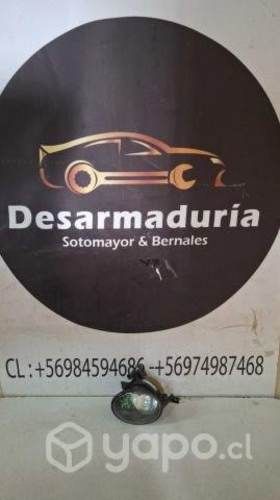 Desarmaduría
Sotomayor & Bernales
CL:+56984594686-+56974987468
yapo.cl